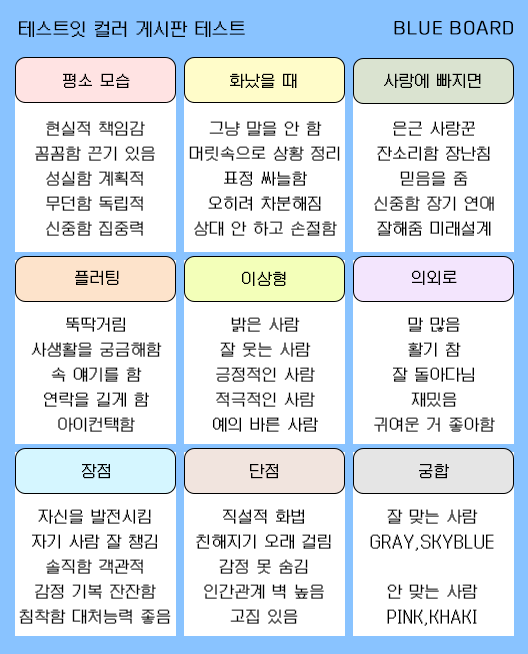 테스트잇 컬러 게시판 테스트
BLUE BOARD
평소 모습
현실적 책임감
꼼꼼함 끈기 있음
성실함 계획적
무던함 독립적
신중함 집중력
화났을 때
그냥 말을 안 함
머릿속으로 상황 정리
표정 싸늘함
오히려 차분해짐
상대 안 하고 손절함
사랑에 빠지면
은근 사랑꾼
잔소리함 장난침
믿음을 줌
신중함 장기 연애
잘해줌 미래설계
플러팅
뚝딱거림
사생활을 궁금해함
속 얘기를 함
연락을 길게 함
아이컨택함
이상형
밝은 사람
잘 웃는 사람
긍정적인 사람
적극적인 사람
예의 바른 사람
의외로
말 많음
활기 참
잘 돌아다님
재밌음
귀여운 거 좋아함
장점
자신을 발전시킴
자기 사람 잘 챙김
솔직함 객관적
감정 기복 잔잔함
침착함 대처능력 좋음
단점
직설적 화법
친해지기 오래 걸림
감정 못 숨김
인간관계 벽 높음
고집 있음
궁합
잘 맞는 사람
GRAY,SKYBLUE
안 맞는 사람
PINK,KHAKI